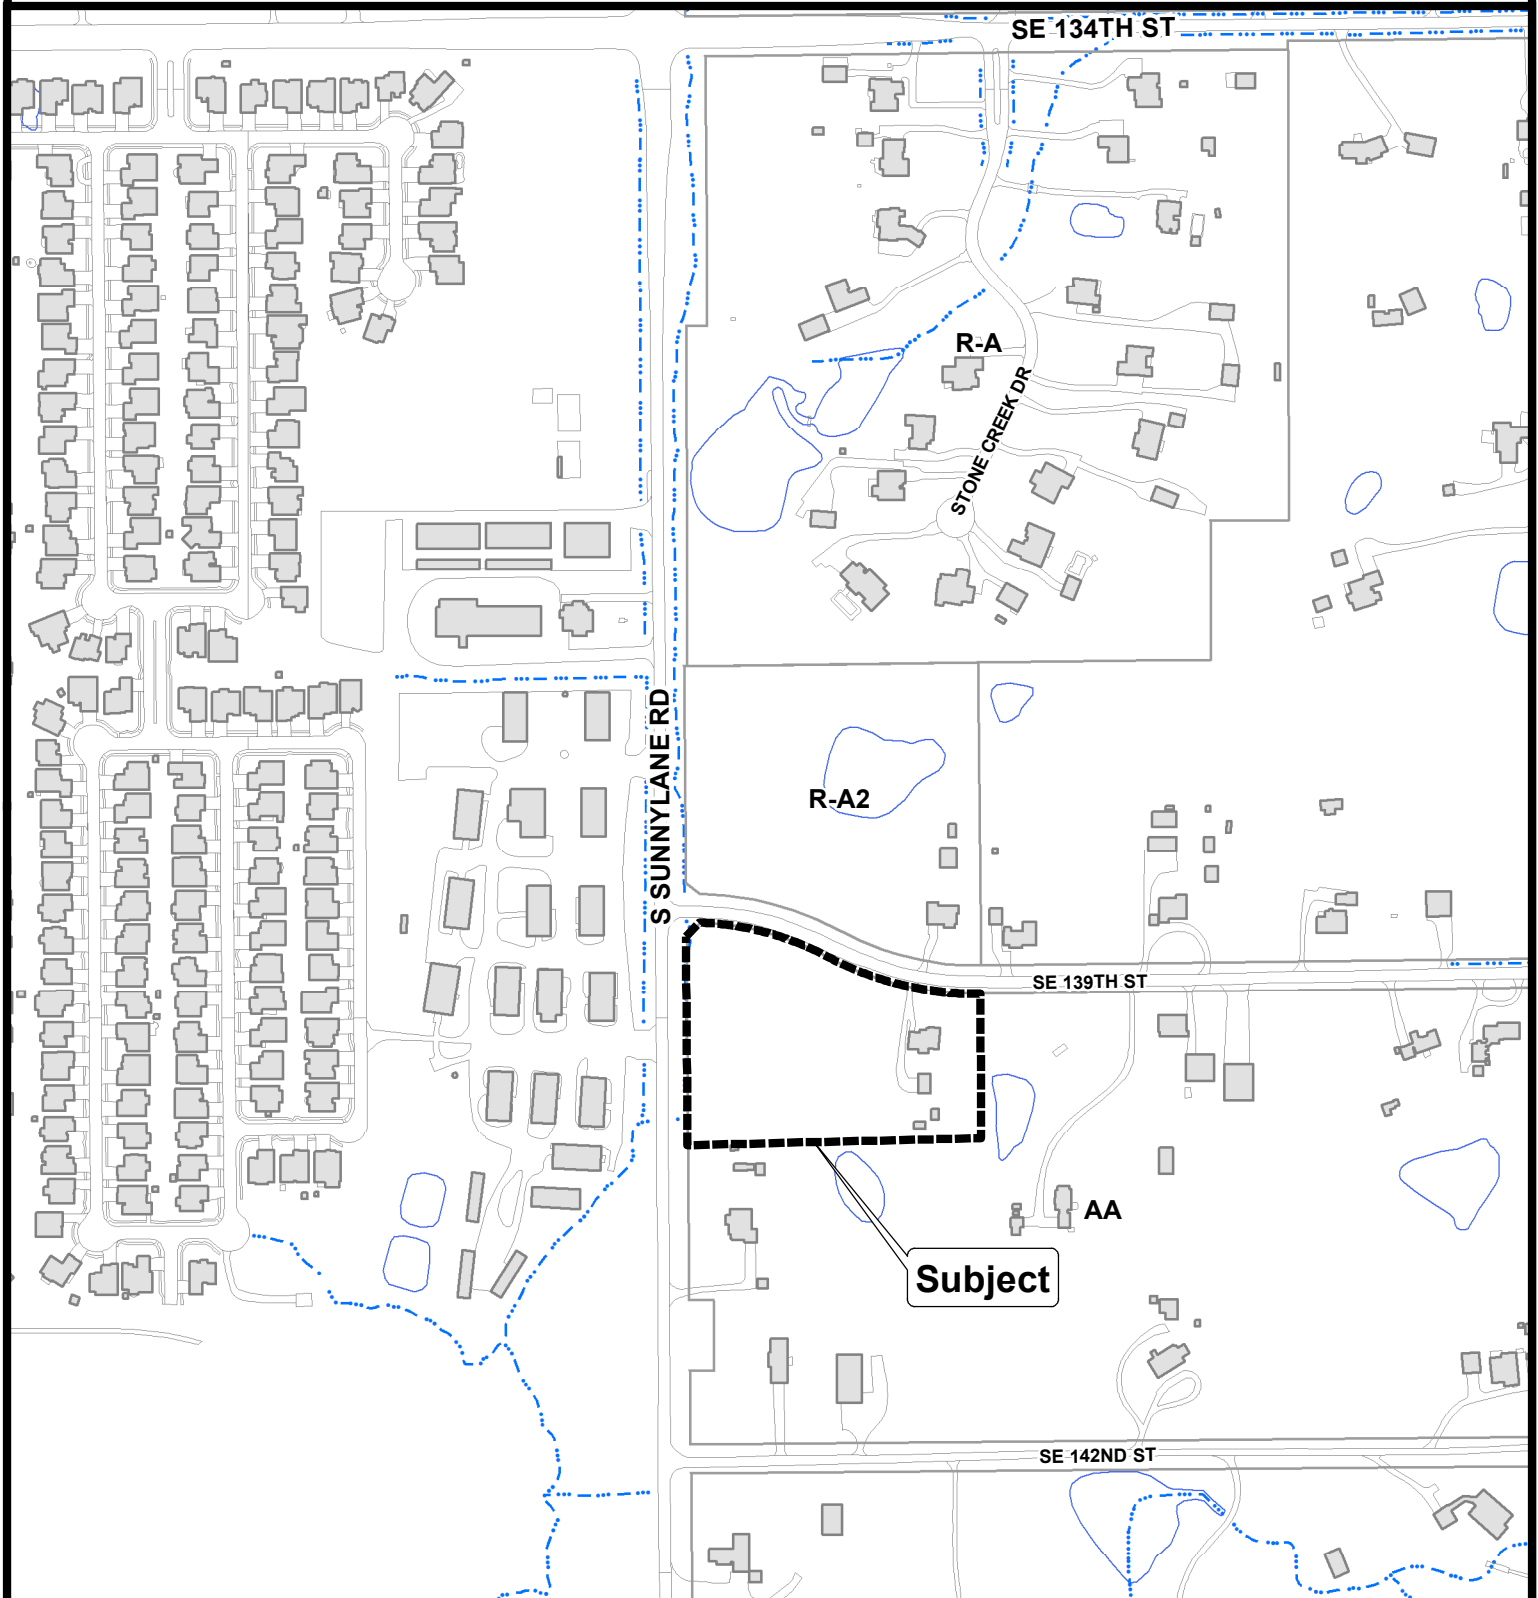 SE 134TH ST
R-A
STONE CREEK DR
S SUNNYLANE RD
R-A2
SE 139TH ST
AA
Subject
SE 142ND ST